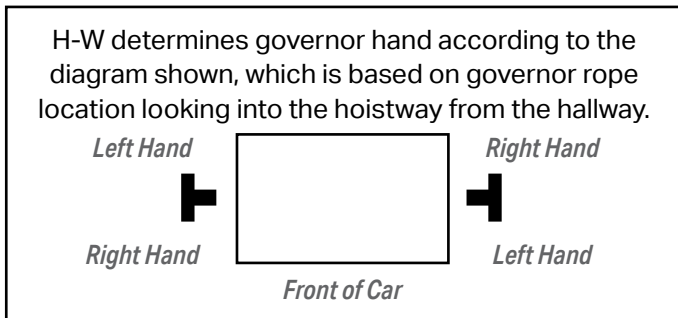 H-W determines governor hand according to the
diagram shown, which is based on governor rope
location looking into the hoistway from the hallway.
Left Hand Right Hand
Right Hand Left Hand
Front of Car